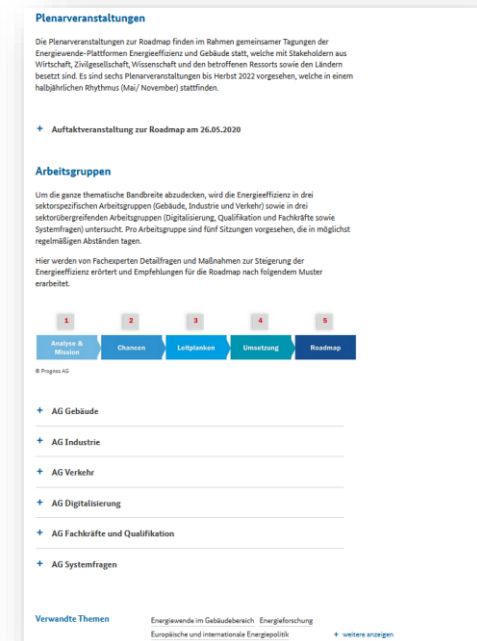 Plenarveranstaltungen
Die Plenarveranstaltungen zur Roadmap finden im Rahmen gemeinsamer Tagungen der
Energiewende-Plattformen Energieeffizienz und Gebäude statt, welche mit Stakeholdern aus
Wirtschaft, Zivilgesellschaft, Wissenschaft und den betroffenen Ressorts sowie den Ländern
besetzt sind. Es sind sechs Plenarveranstaltungen bis Herbst 2022 vorgesehen, welche in einem
halbjährlichen Rhythmus (Mai/ November) stattfinden.
+ Auftaktveranstaltung zur Roadmap am 26.05.2020
Arbeitsgruppen
Um die ganze thematische Bandbreite abzudecken, wird die Energieeffizienz in drei
sektorspezifischen Arbeitsgruppen (Gebäude, Industrie und Verkehr) sowie in drei
sektorübergreifenden Arbeitsgruppen (Digitalisierung, Qualifikation und Fachkräfte sowie
Systemfragen) untersucht. Pro Arbeitsgruppe sind fünf Sitzungen vorgesehen, die in möglichst
regelmäßigen Abständen tagen.
Hier werden von Fachexperten Detailfragen und Maßnahmen zur Steigerung der
Energieeffizienz erörtert und Empfehlungen für die Roadmap nach folgendem Muster
erarbeitet.
1 2 3 4 5
Analyse &
Mission
Chancen
Leitplanken
Umsetzung
Roadmap
© Prognos AG
+ AG Gebäude
+ AG Industrie
+ AG Verkehr
+ AG Digitalisierung
+ AG Fachkräfte und Qualifikation
+ AG Systemfragen
Verwandte Themen
Energiewende im Gebäudebereich Energieforschung
Europäische und internationale Energiepolitik
+ weitere anzeigen